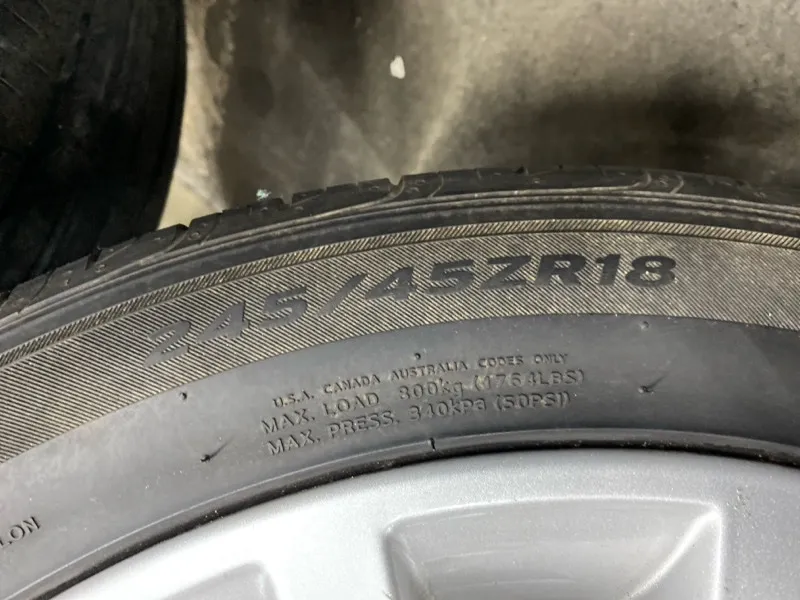 245/45ZR18
U.S.A. CANADA AUSTRALIA CODES ONLY
MAX. LOAD 800kg (1764LBS)
MAX. PRESS. 340kPa (50PSI)